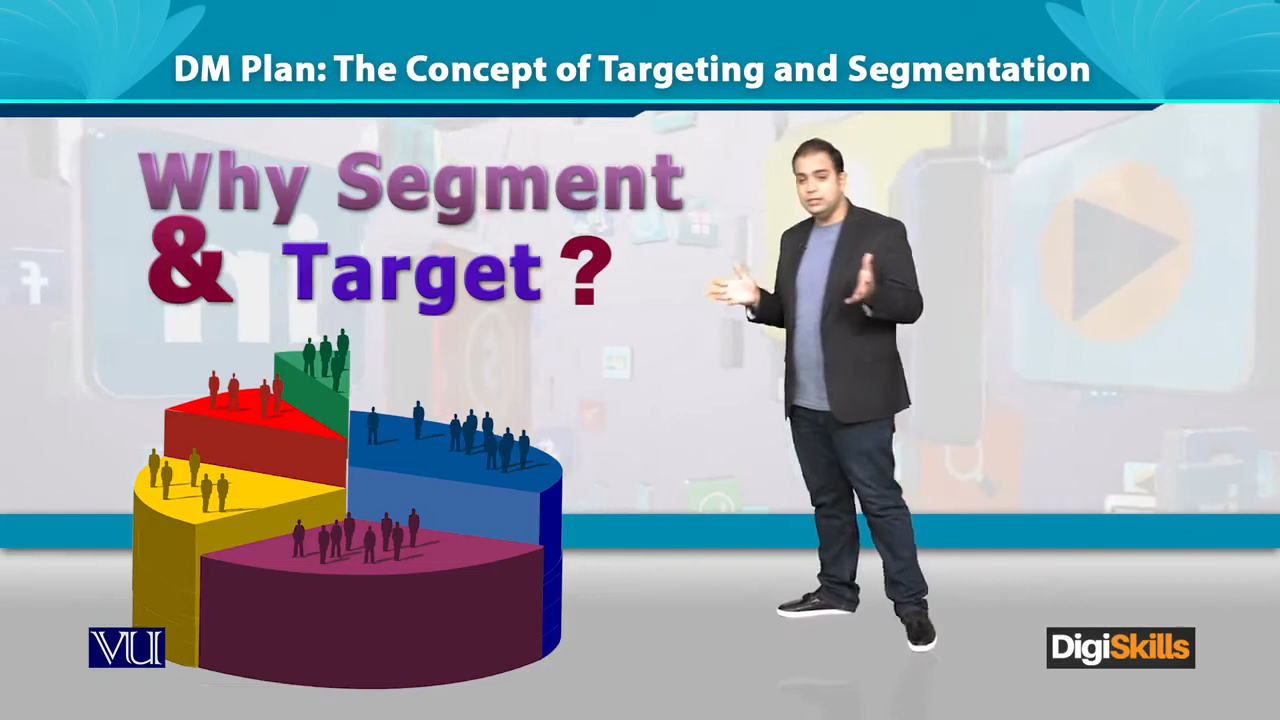 DM Plan: The Concept of Targeting and Segmentation
Why Segment
& Target ?
VU
DigiSkills